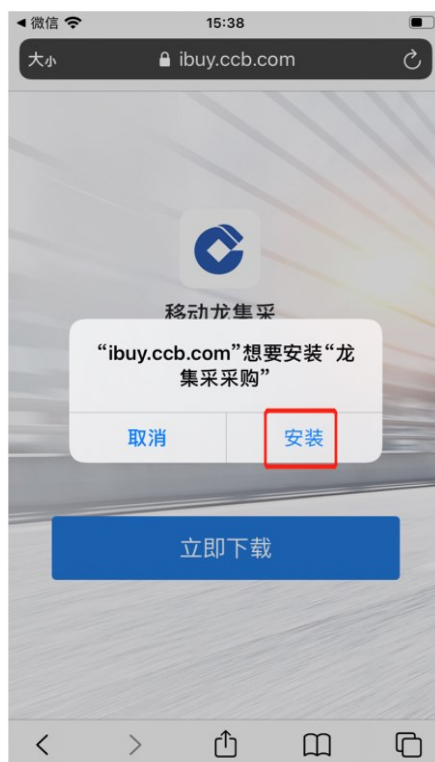 微信
15:38
大小
ibuy.ccb.com
移动龙集采
“ibuy.ccb.com”想要安装“龙
集采采购”
取消
安装
立即下载